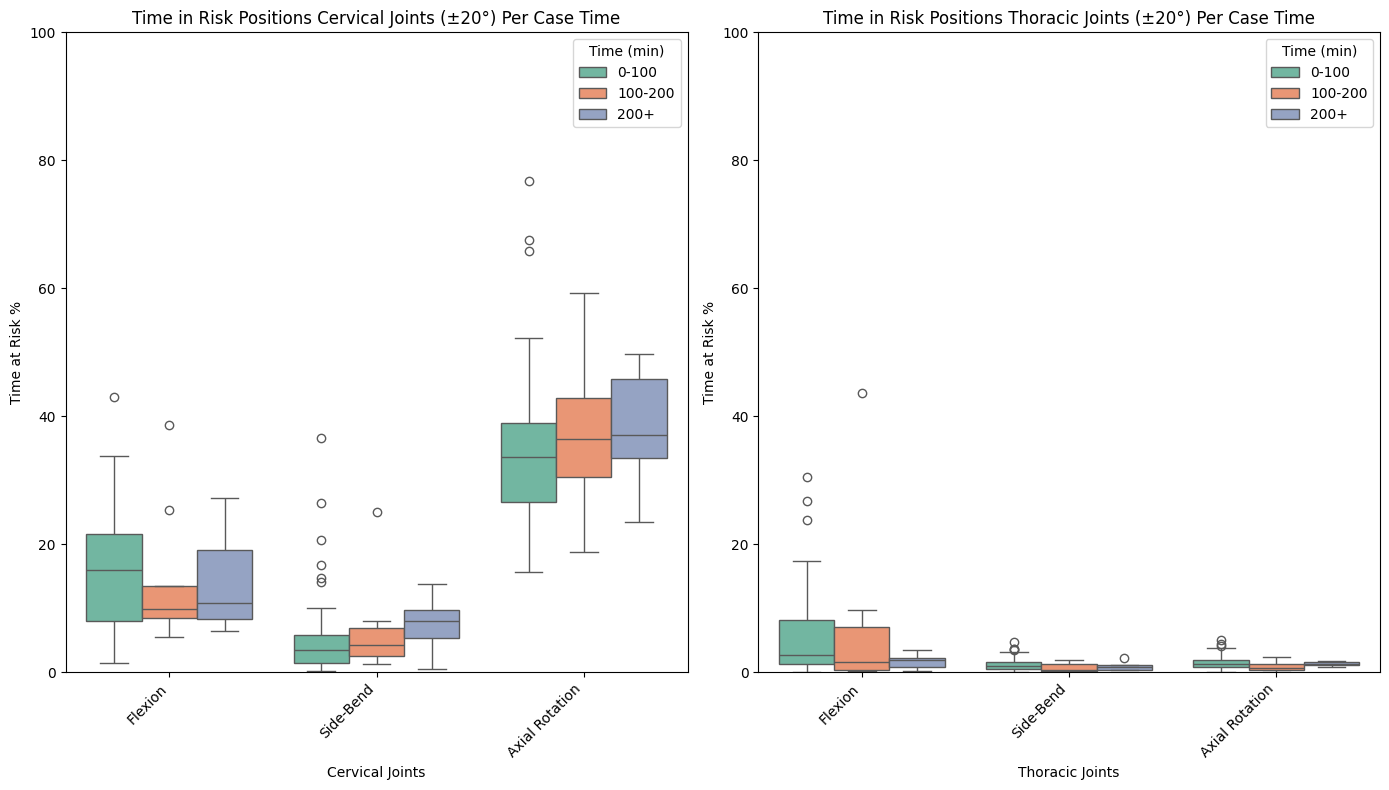 Time in Risk Positions Cervical Joints (±20°) Per Case Time
100
80
60
40
20
0
Time at Risk %
Time (min)
0-100
100-200
200+
Flexion
Side-Bend
Axial Rotation
Cervical Joints
Time in Risk Positions Thoracic Joints (±20°) Per Case Time
100
80
60
40
20
0
Time at Risk %
Time (min)
0-100
100-200
200+
Flexion
Side-Bend
Axial Rotation
Thoracic Joints